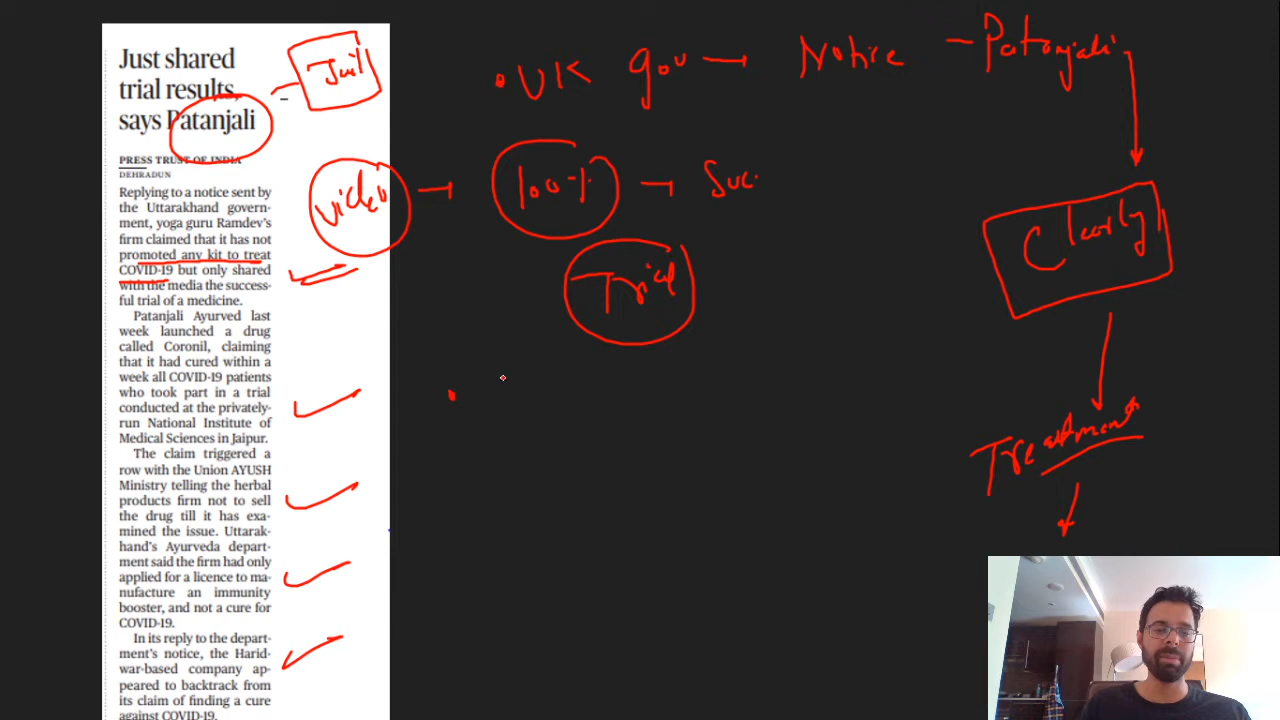 Just shared
trial results,
says Patanjali
PRESS TRUST OF INDIA
DEHRADUN
Replying to a notice sent by
the Uttarakhand govern-
ment, yoga guru Ramdev's
firm claimed that it has not
promoted any kit to treat
COVID-19 but only shared
with the media the success-
ful trial of a medicine.
Patanjali Ayurved last
week launched a drug
called Coronil, claiming
that it had cured within a
week all COVID-19 patients
who took part in a trial
conducted at the privately-
run National Institute of
Medical Sciences in Jaipur.
The claim triggered a
row with the Union AYUSH
Ministry telling the herbal
products firm not to sell
the drug till it has exa-
mined the issue. Uttarak-
hand's Ayurveda depart-
ment said the firm had only
applied for a licence to ma-
nufacture an immunity
booster, and not a cure for
COVID-19.
In its reply to the depart-
ment's notice, the Harid-
war-based company ap-
peared to backtrack from
its claim of finding a cure
against COVID-19.
UK gov → Notice - Patanjali
Video → 100% → Suc.
Trial
Clearly
Treatment